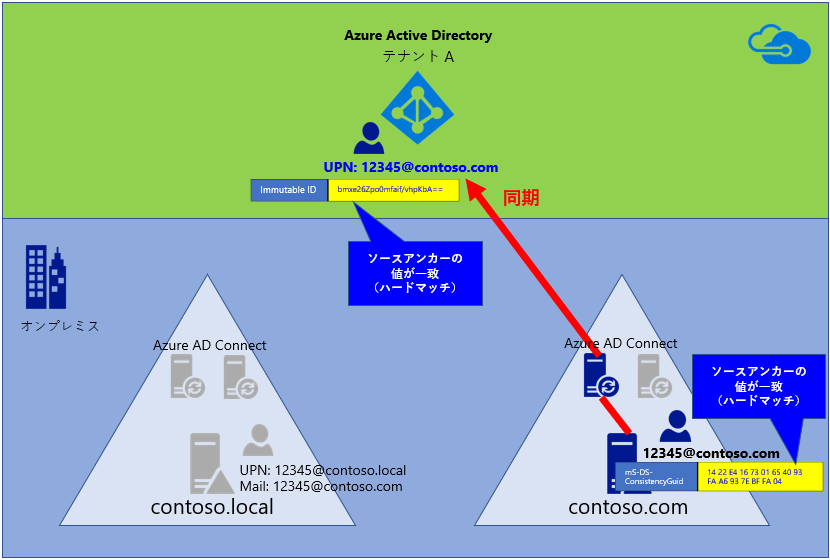 Azure Active Directory
テナント A
UPN: 12345@contoso.com
Immutable ID
bmxe26Zpo0mfaif/vhpKbA==
同期
ソースアンカーの
値が一致
（ハードマッチ）
オンプレミス
Azure AD Connect
UPN: 12345@contoso.local
Mail: 12345@contoso.com
contoso.local
Azure AD Connect
ソースアンカーの
値が一致
（ハードマッチ）
12345@contoso.com
mS-DS-
ConsistencyGuid
14 22 E4 16 73 01 65 40 93
FA A6 93 7E BF FA 04
contoso.com